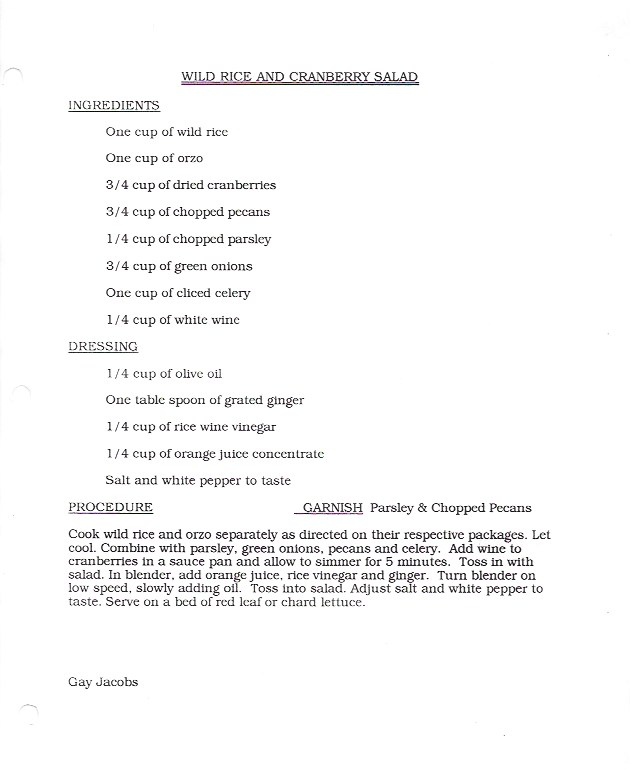 WILD RICE AND CRANBERRY SALAD
INGREDIENTS
One cup of wild rice
One cup of orzo
3/4 cup of dried cranberries
3/4 cup of chopped pecans
1/4 cup of chopped parsley
3/4 cup of green onions
One cup of cliced celery
1/4 cup of white wine
DRESSING
1/4 cup of olive oil
One table spoon of grated ginger
1/4 cup of rice wine vinegar
1/4 cup of orange juice concentrate
Salt and white pepper to taste
PROCEDURE GARNISH Parsley & Chopped Pecans
Cook wild rice and orzo separately as directed on their respective packages. Let
cool. Combine with parsley, green onions, pecans and celery. Add wine to
cranberries in a sauce pan and allow to simmer for 5 minutes. Toss in with
salad. In blender, add orange juice, rice vinegar and ginger. Turn blender on
low speed, slowly adding oil. Toss into salad. Adjust salt and white pepper to
taste. Serve on a bed of red leaf or chard lettuce.
Gay Jacobs